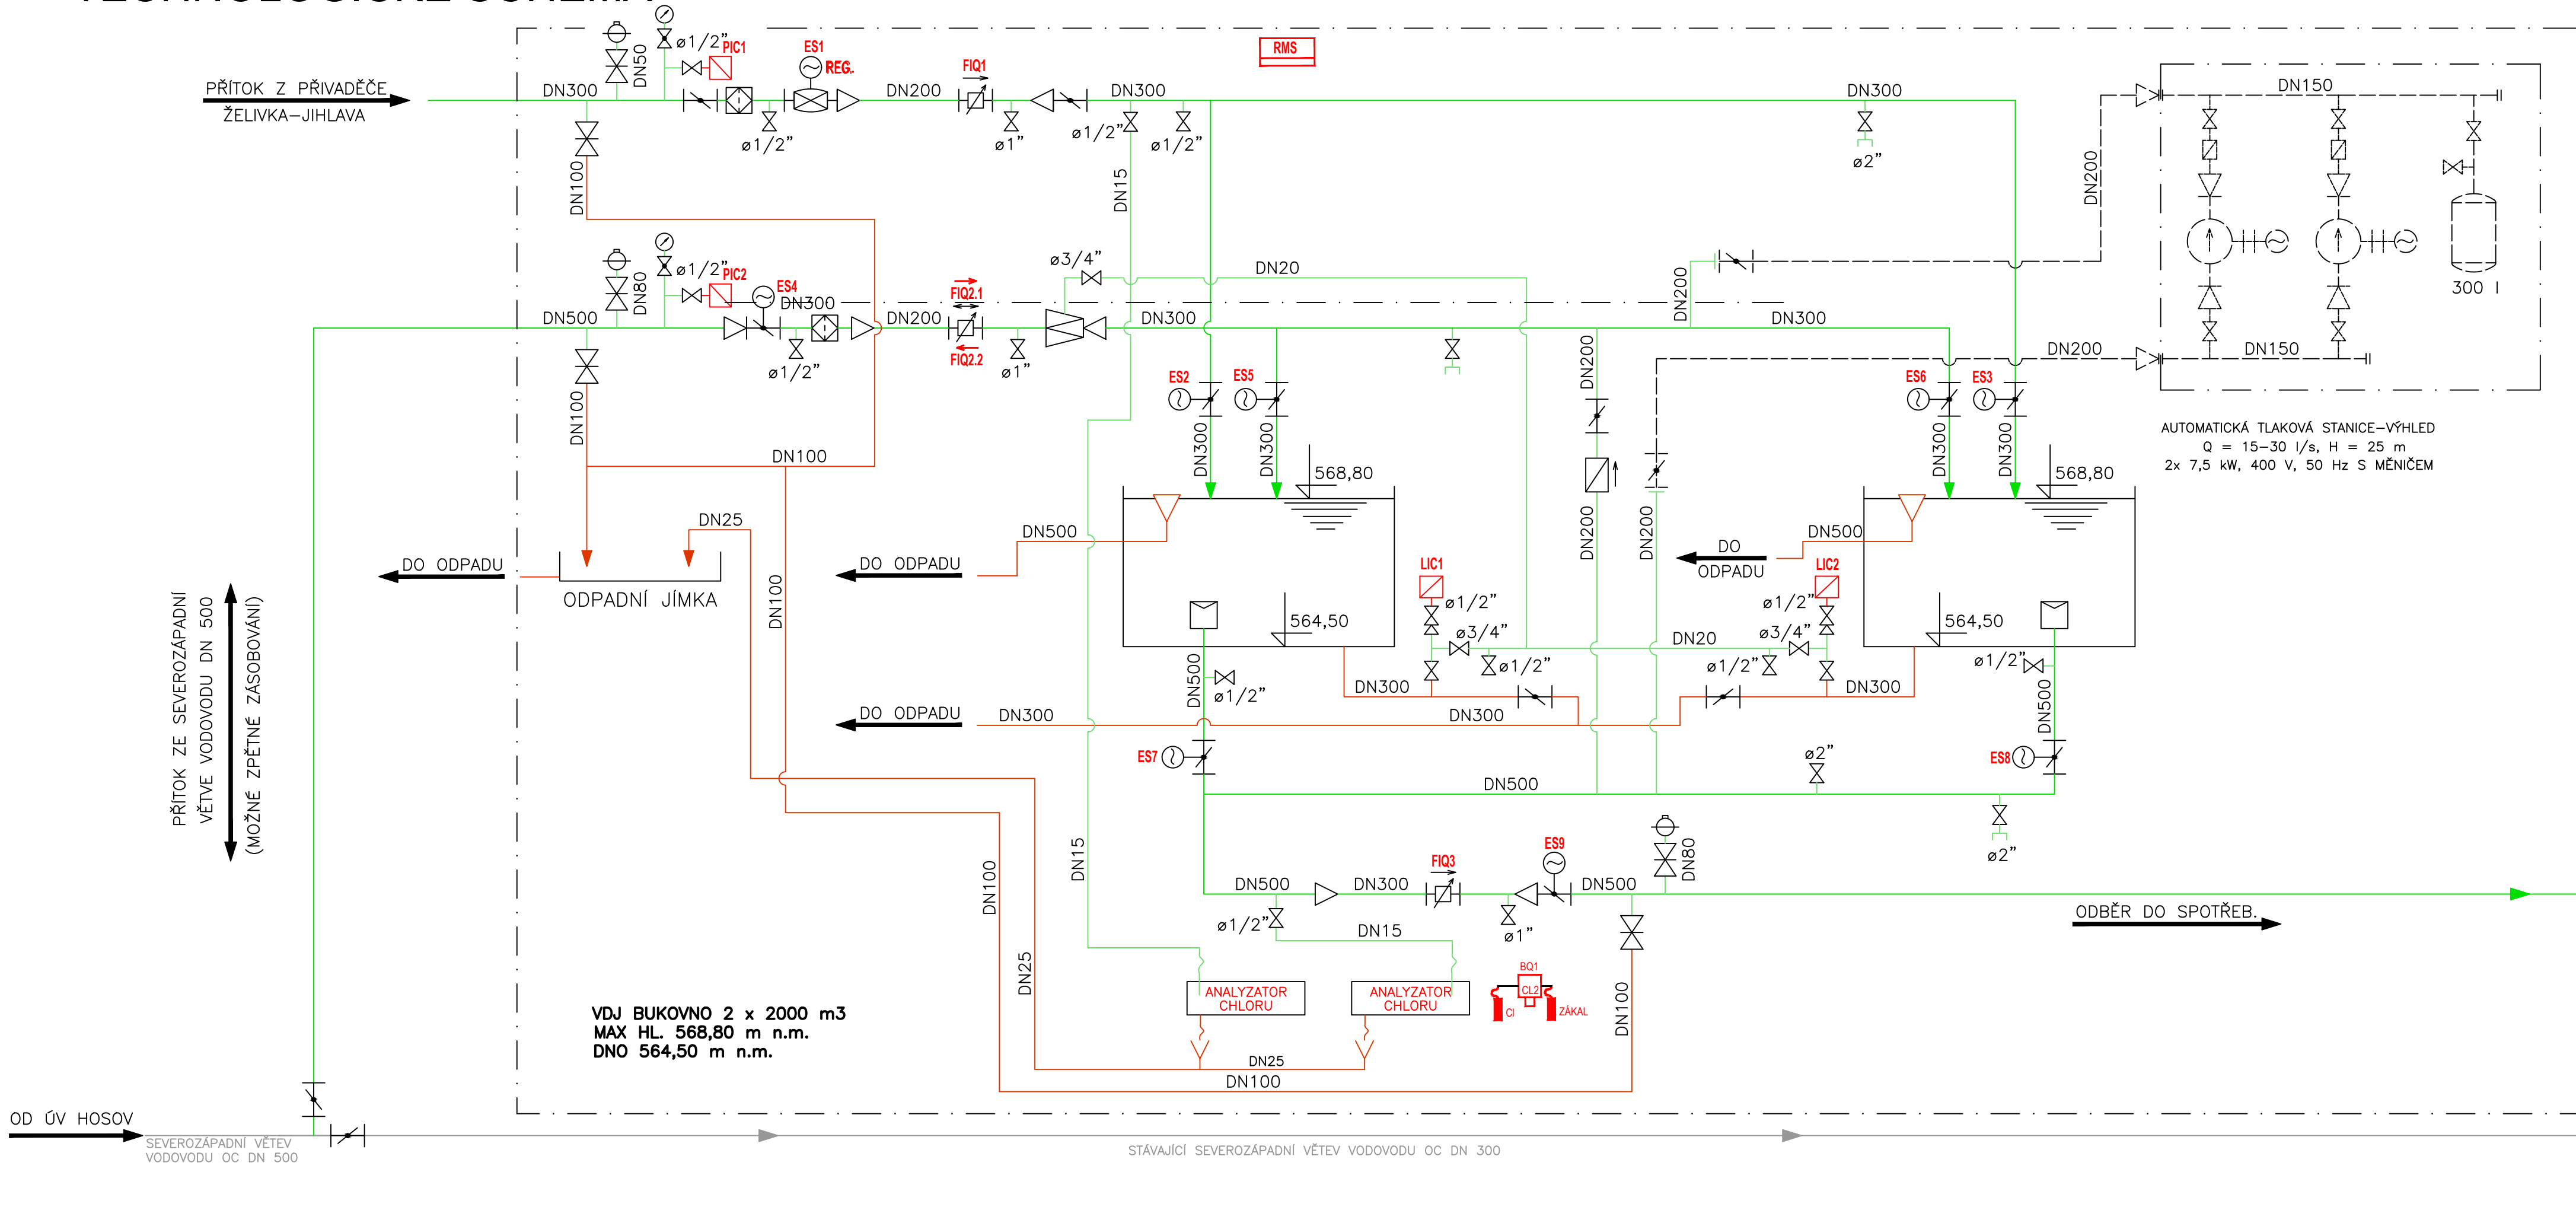 PŘÍTOK Z PŘIVADĚČE
ŽELIVKA-JIHLAVA
DN300
DN50
ø1/2"
PIC1
ES1
REG.
ø1/2"
DN200
FIQ1
ø1"
DN300
ø1/2"
ø1/2"
RMS
DN300
ø2"
DN100
DN15
DN200
DN150
300 l
DN200
DN150
AUTOMATICKÁ TLAKOVÁ STANICE-VÝHLED
Q = 15-30 l/s, H = 25 m
2x 7,5 kW, 400 V, 50 Hz S MĚNIČEM
DN500
DN80
ø1/2"
PIC2
ES4
DN300
ø1/2"
DN200
FIQ2.1
FIQ2.2
ø1"
ø3/4"
DN20
DN300
DN200
DN300
DN100
DN100
ES2
ES5
DN300
DN300
DN200
ES6
ES3
DN300
DN300
568,80
568,80
DN25
DN500
DN200
DN200
DN500
DO ODPADU
DO ODPADU
DO
ODPADU
ODPADNÍ JÍMKA
DN100
LIC1
ø1/2"
LIC2
ø1/2"
564,50
564,50
ø3/4"
ø1/2"
DN20
ø3/4"
ø1/2"
ø1/2"
DN500
ø1/2"
DN300
DN300
DN500
DO ODPADU
DN300
DN300
ES7
ES8
ø2"
DN500
ø2"
PŘÍTOK ZE SEVEROZÁPADNÍ
VĚTVE VODOVODU DN 500
(MOŽNÉ ZPĚTNÉ ZÁSOBOVÁNÍ)
DN100
DN25
DN15
DN500
DN300
FIQ3
ES9
DN500
DN80
ø1/2"
DN15
ø1"
ODBĚR DO SPOTŘEB.
ANALYZATOR
CHLORU
ANALYZATOR
CHLORU
BQ1
CL2
Cl
ZÁKAL
DN100
DN25
DN100
VDJ BUKOVNO 2 x 2000 m3
MAX HL. 568,80 m n.m.
DNO 564,50 m n.m.
OD ÚV HOSOV
SEVEROZÁPADNÍ VĚTEV
VODOVODU OC DN 500
STÁVAJÍCÍ SEVEROZÁPADNÍ VĚTEV VODOVODU OC DN 300